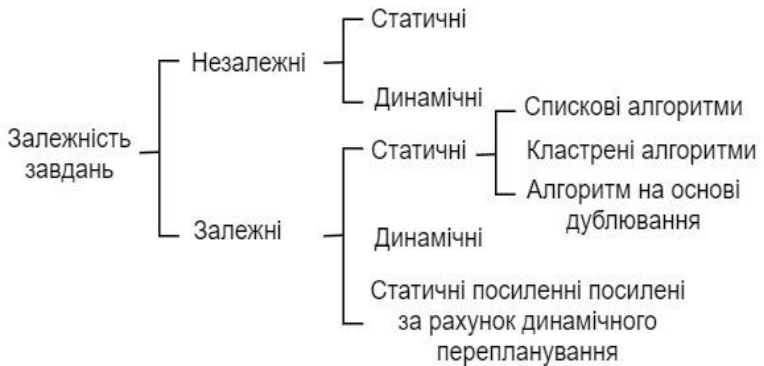 Статичні
Незалежні
Динамічні
Спискові алгоритми
Залежність
завдань
Статичні
Кластрені алгоритми
Алгоритм на основі
дублювання
Залежні
Динамічні
Статичні посиленні посилені
за рахунок динамічного
перепланування